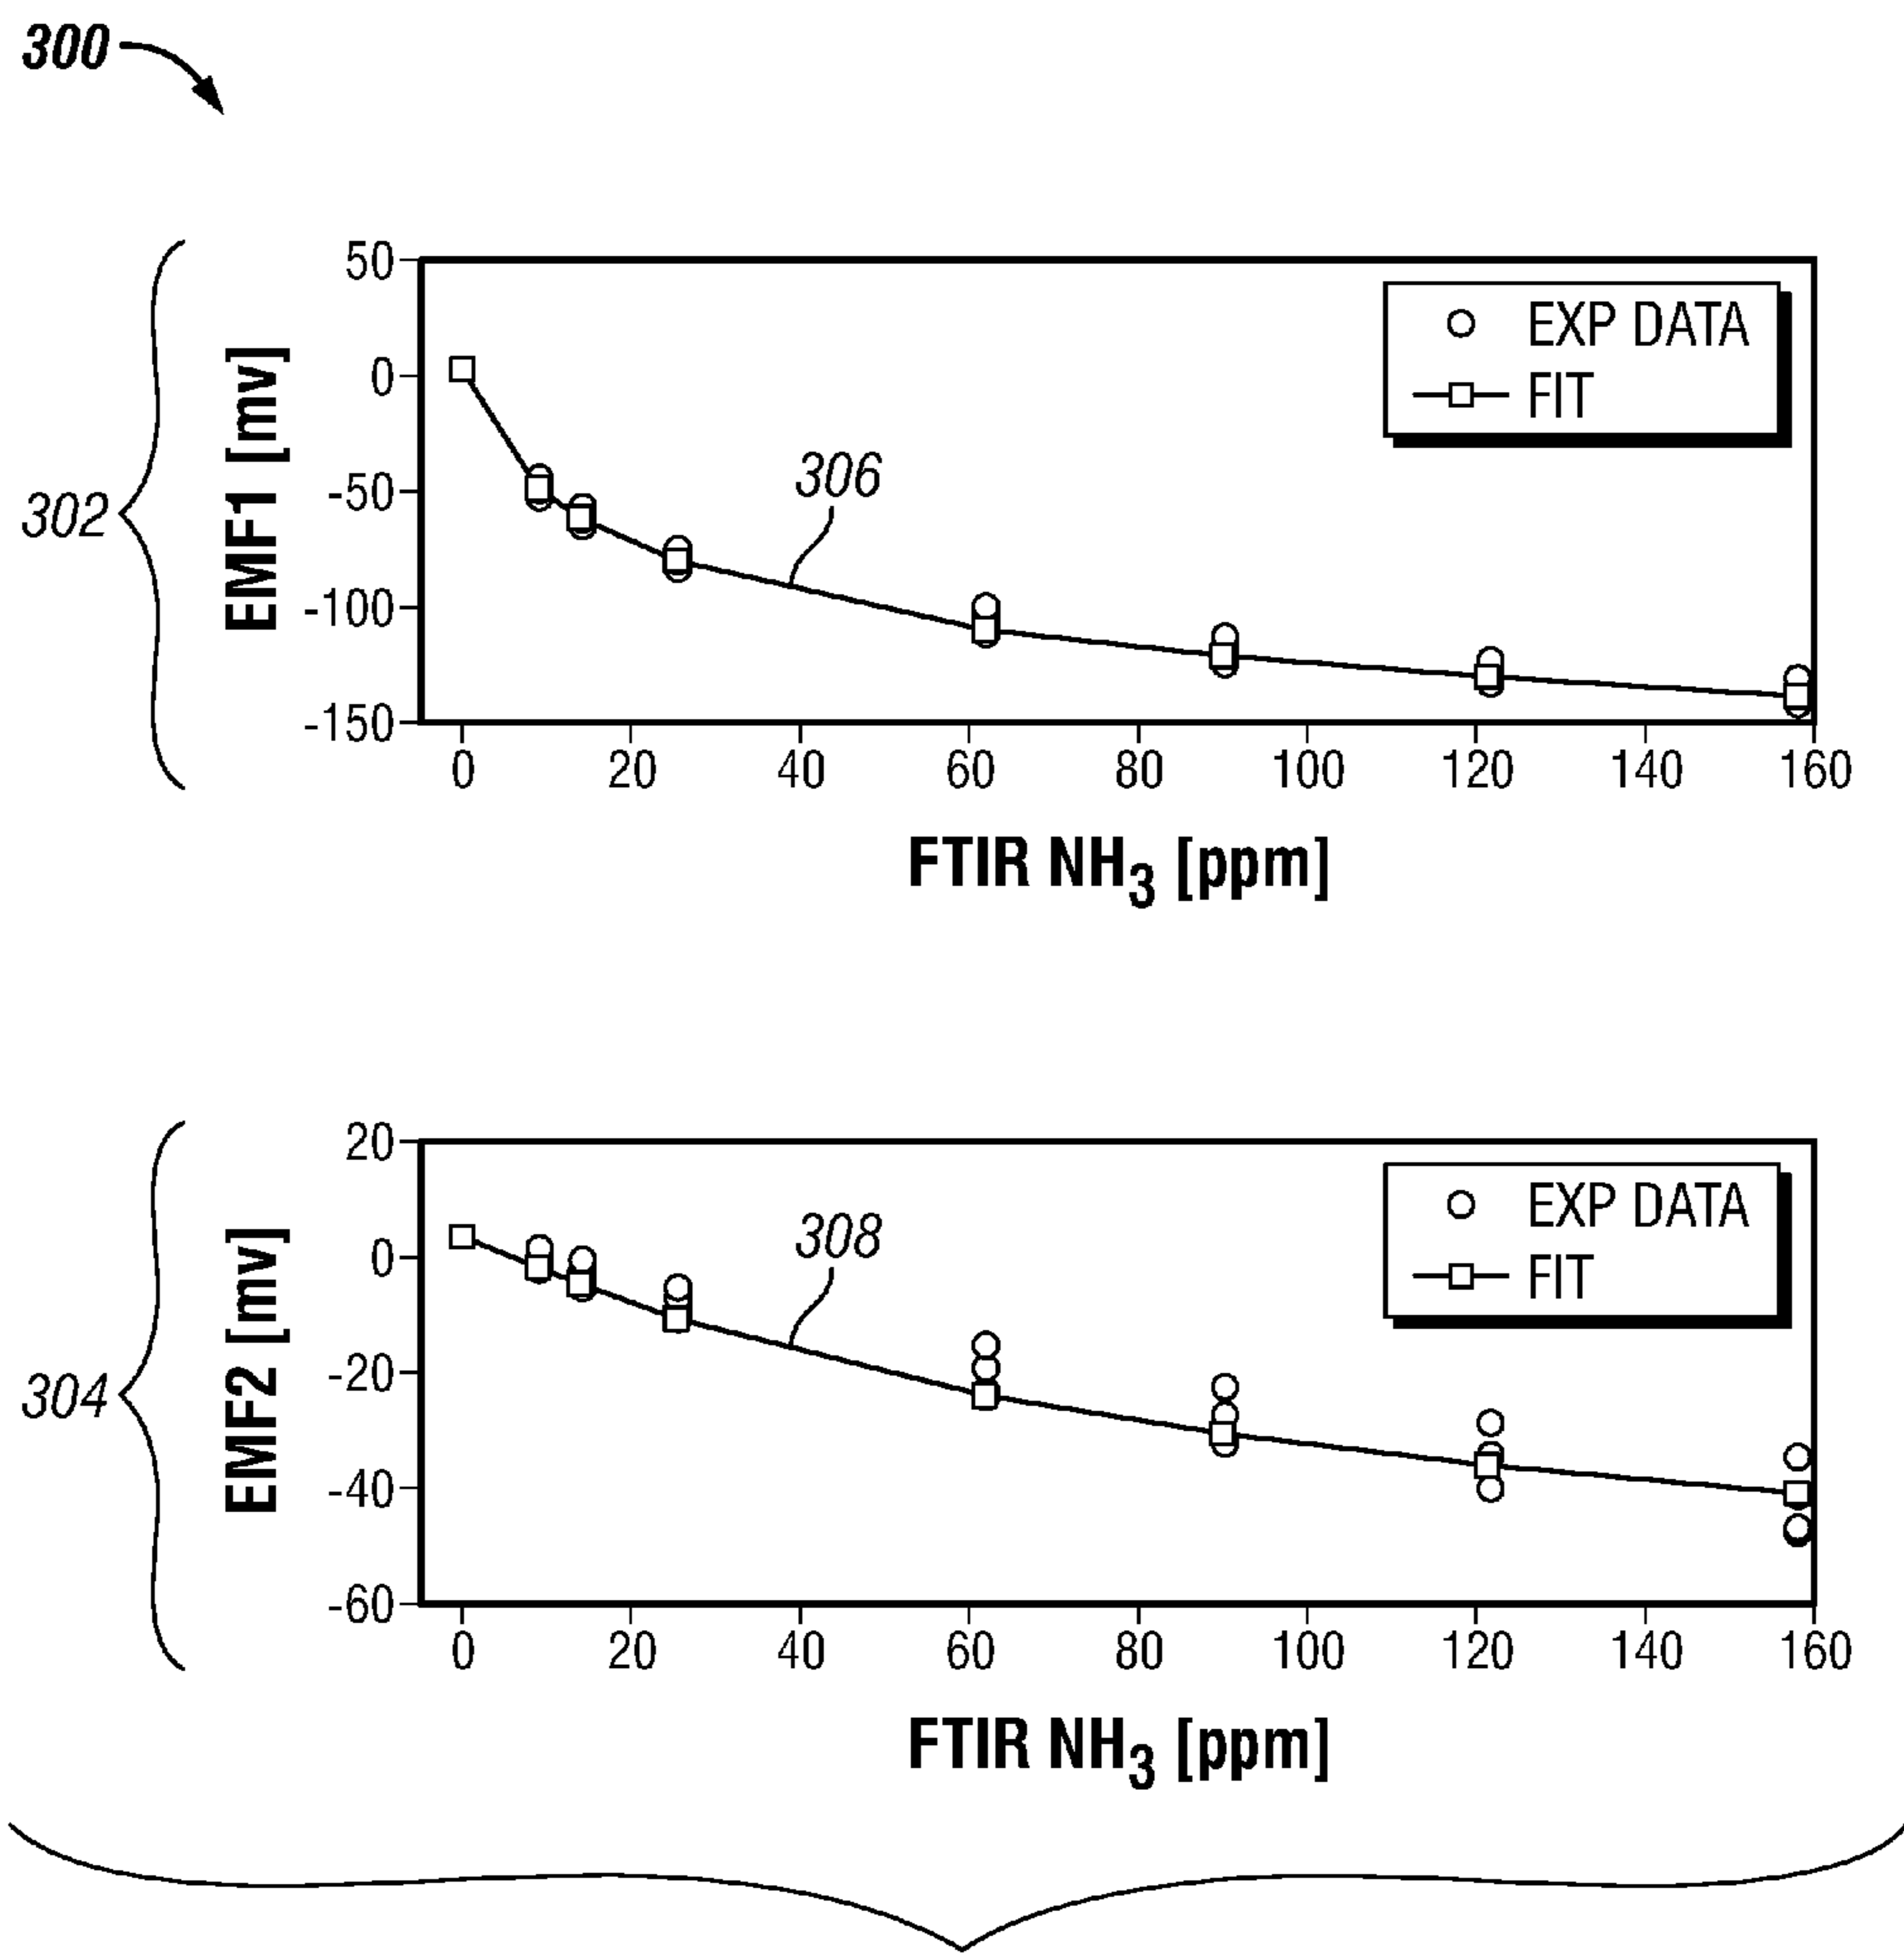 300
302
EMF1 [mv]
50
0
-50
-100
-150
EXP DATA
FIT
306
0 20 40 60 80 100 120 140 160
FTIR NH3 [ppm]
304
EMF2 [mv]
20
0
-20
-40
-60
EXP DATA
FIT
308
0 20 40 60 80 100 120 140 160
FTIR NH3 [ppm]